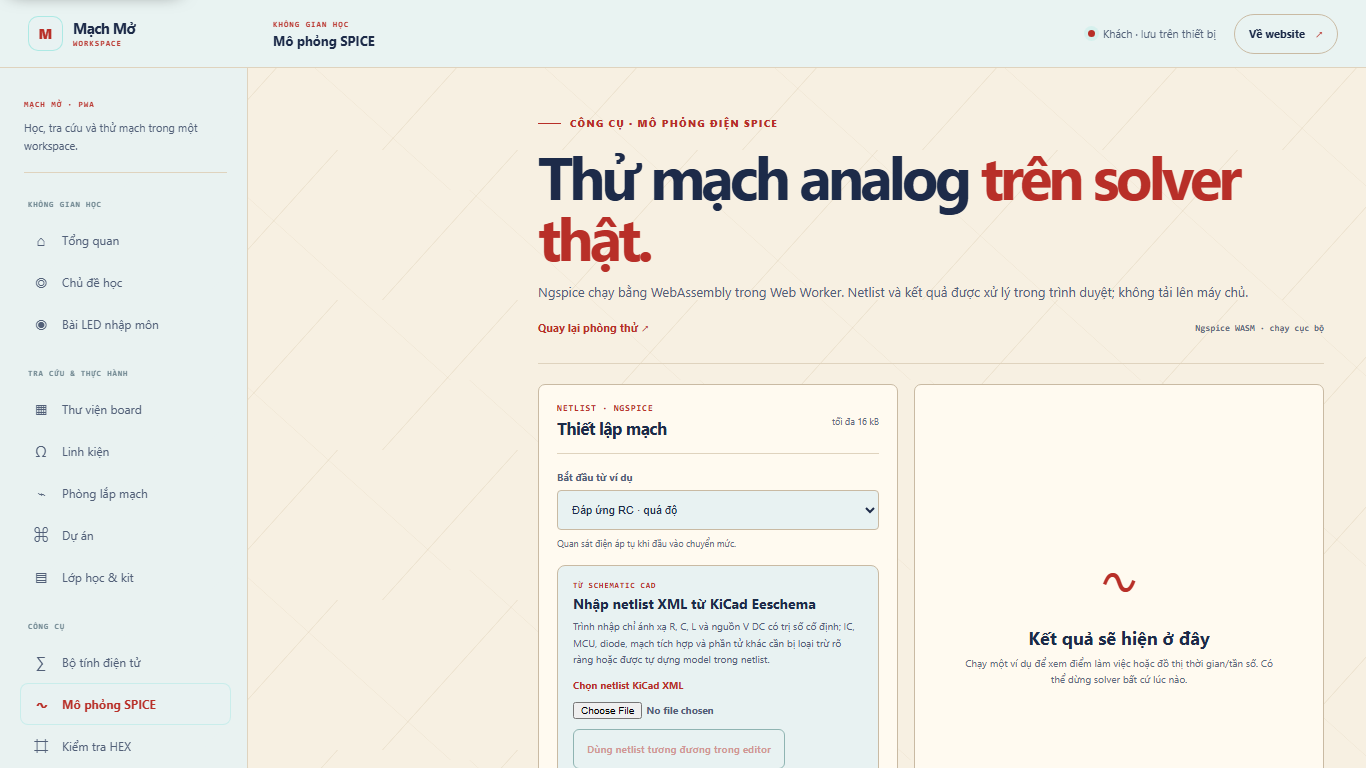 M
Mạch Mở
WORKSPACE
KHÔNG GIAN HỌC
Mô phỏng SPICE
Khách · lưu trên thiết bị
Về website ↗
MẠCH MỞ · PWA
Học, tra cứu và thử mạch trong một
workspace.
KHÔNG GIAN HỌC
Tổng quan
Chủ đề học
Bài LED nhập môn
TRA CỨU & THỰC HÀNH
Thư viện board
Linh kiện
Phòng lắp mạch
Dự án
Lớp học & kit
CÔNG CỤ
Bộ tính điện tử
Mô phỏng SPICE
Kiểm tra HEX
CÔNG CỤ · MÔ PHỎNG ĐIỆN SPICE
Thử mạch analog trên solver
thật.
Ngspice chạy bằng WebAssembly trong Web Worker. Netlist và kết quả được xử lý trong trình duyệt; không tải lên máy chủ.
Quay lại phòng thử ↗
Ngspice WASM · chạy cục bộ
NETLIST · NGSPICE
Thiết lập mạch
tối đa 16 kB
Bắt đầu từ ví dụ
Đáp ứng RC · quá độ
Quan sát điện áp tụ khi đầu vào chuyển mức.
TỪ SCHEMATIC CAD
Nhập netlist XML từ KiCad Eeschema
Trình nhập chỉ ánh xạ R, C, L và nguồn V DC có trị số cố định; IC,
MCU, diode, mạch tích hợp và phần tử khác cần bị loại trừ rõ
ràng hoặc được tự dựng model trong netlist.
Chọn netlist KiCad XML
Choose File No file chosen
Dùng netlist tương đương trong editor
Kết quả sẽ hiện ở đây
Chạy một ví dụ để xem điểm làm việc hoặc đồ thị thời gian/tần số. Có
thể dừng solver bất cứ lúc nào.